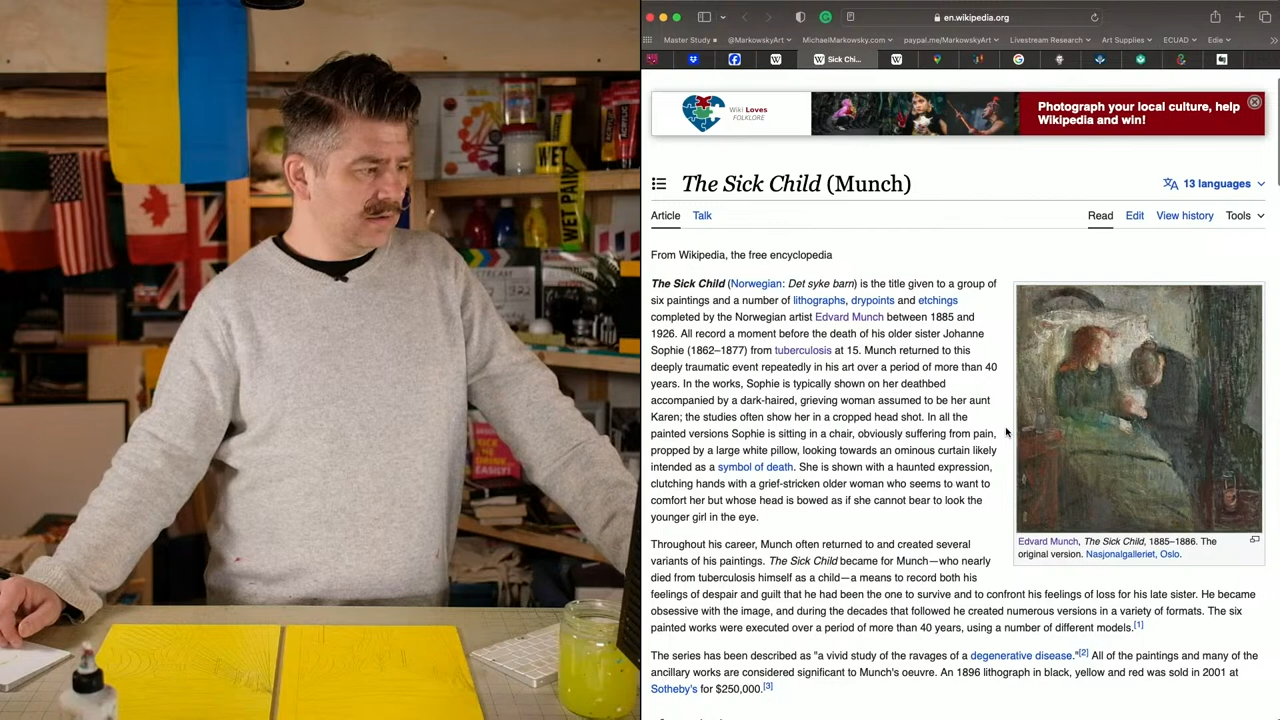 WET
WET PAINT
ACRYLIC
ACRYLIC
en.wikipedia.org
Master Study
@MarkowskyArt
MichaelMarkowsky.com
paypal.me/MarkowskyArt
Livestream Research
Art Supplies
ECUAD
Edie
Sick Chi...
Wiki Loves
FOLKLORE
Photograph your local culture, help
Wikipedia and win!
The Sick Child (Munch)
13 languages
Article
Talk
Read
Edit
View history
Tools
From Wikipedia, the free encyclopedia
The Sick Child (Norwegian: Det syke barn) is the title given to a group of
six paintings and a number of lithographs, drypoints and etchings
completed by the Norwegian artist Edvard Munch between 1885 and
1926. All record a moment before the death of his older sister Johanne
Sophie (1862–1877) from tuberculosis at 15. Munch returned to this
deeply traumatic event repeatedly in his art over a period of more than 40
years. In the works, Sophie is typically shown on her deathbed
accompanied by a dark-haired, grieving woman assumed to be her aunt
Karen; the studies often show her in a cropped head shot. In all the
painted versions Sophie is sitting in a chair, obviously suffering from pain,
propped by a large white pillow, looking towards an ominous curtain likely
intended as a symbol of death. She is shown with a haunted expression,
clutching hands with a grief-stricken older woman who seems to want to
comfort her but whose head is bowed as if she cannot bear to look the
younger girl in the eye.
Edvard Munch, The Sick Child, 1885–1886. The
original version. Nasjonalgalleriet, Oslo.
Throughout his career, Munch often returned to and created several
variants of his paintings. The Sick Child became for Munch—who nearly
died from tuberculosis himself as a child—a means to record both his
feelings of despair and guilt that he had been the one to survive and to confront his feelings of loss for his late sister. He became
obsessive with the image, and during the decades that followed he created numerous versions in a variety of formats. The six
painted works were executed over a period of more than 40 years, using a number of different models.[1]
The series has been described as "a vivid study of the ravages of a degenerative disease."[2] All of the paintings and many of the
ancillary works are considered significant to Munch's oeuvre. An 1896 lithograph in black, yellow and red was sold in 2001 at
Sotheby's for $250,000.[3]